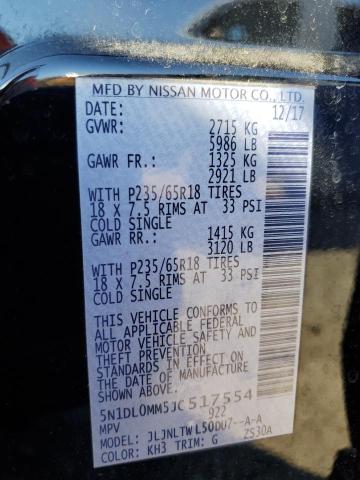 MFD BY NISSAN MOTOR CO., LTD.
DATE: 12/17
GVWR: 2715 KG
5986 LB
GAWR FR.: 1325 KG
2921 LB
WITH P235/65R18 TIRES
18 X 7.5 RIMS AT 33 PSI
COLD SINGLE
GAWR RR.: 1415 KG
3120 LB
WITH P235/65R18 TIRES
18 X 7.5 RIMS AT 33 PSI
COLD SINGLE
THIS VEHICLE CONFORMS TO
ALL APPLICABLE FEDERAL
MOTOR VEHICLE SAFETY AND
THEFT PREVENTION
STANDARDS IN EFFECT ON
THE DATE OF MANUFACTURE
SHOWN ABOVE.
5N1DL0MM5JC517554
MPV 922
MODEL: JLJNLTWL50DU7--A-A
COLOR: KH3 TRIM: G ZS30A